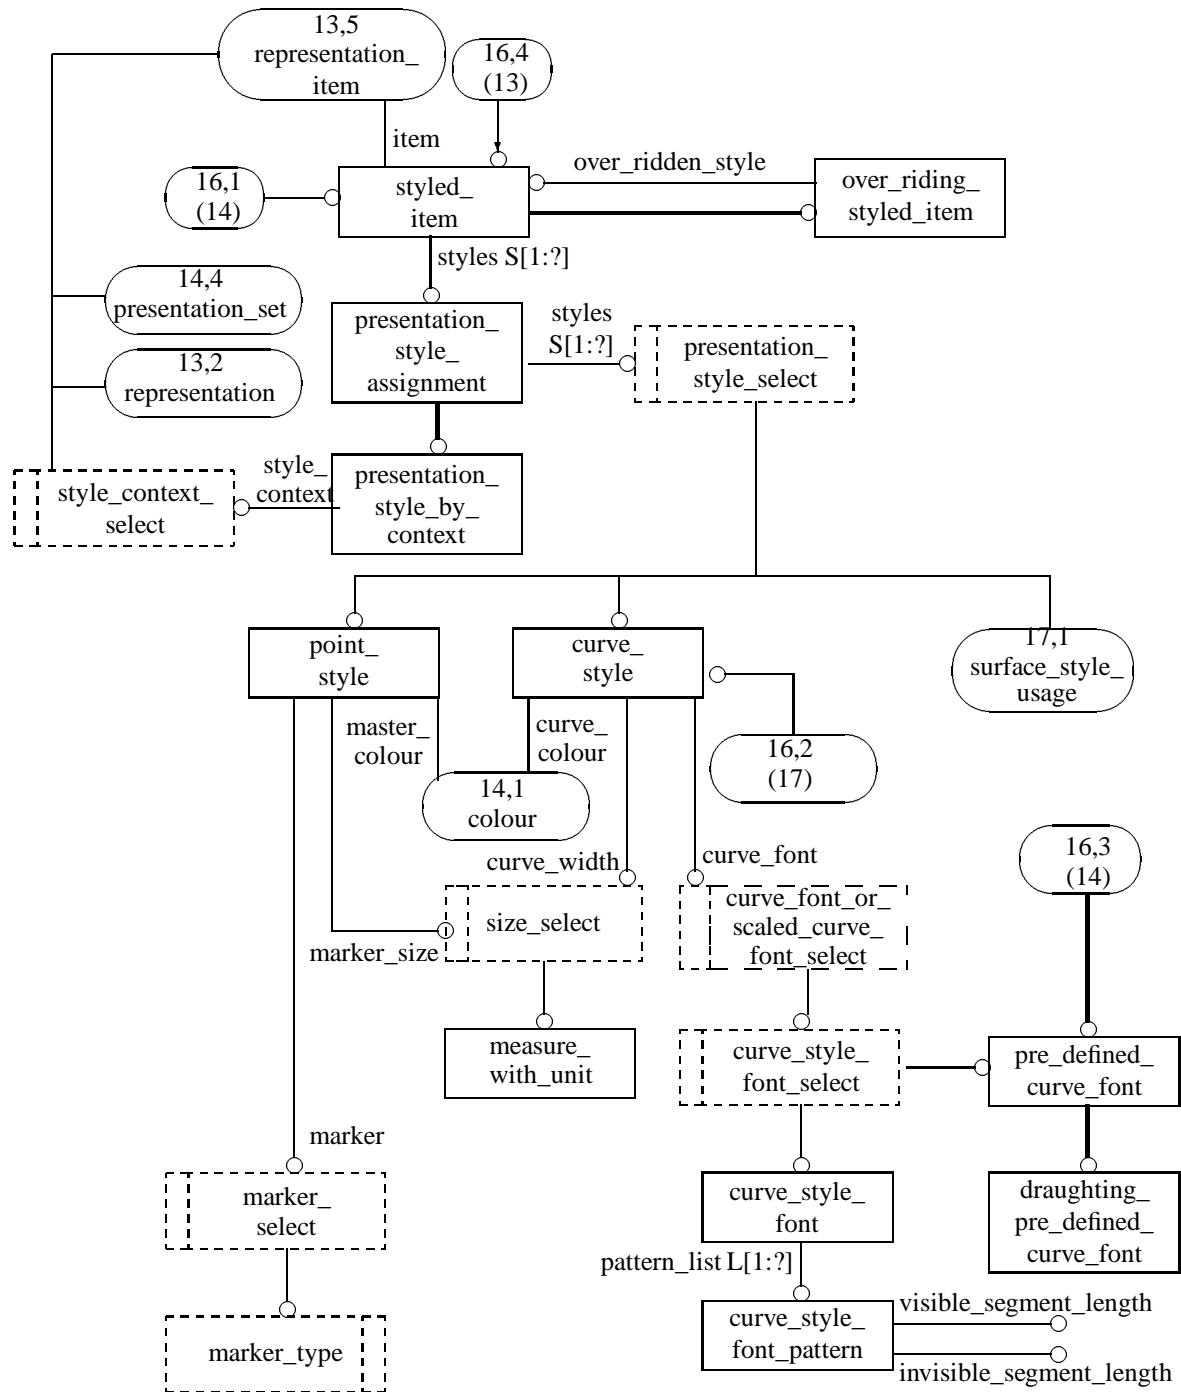 13,5
representation_
item
16,4
(13)
item
over_ridden_style
16,1
(14)
styled_
item
over_riding_
styled_item
styles S[1:?]
14,4
presentation_set
presentation_
style_
assignment
styles
S[1:?]
presentation_
style_select
13,2
representation
style_context_
select
style_
context
presentation_
style_by_
context
point_
style
curve_
style
17,1
surface_style_
usage
master_
colour
curve_
colour
16,2
(17)
14,1
colour
16,3
(14)
curve_width
curve_font
size_select
curve_font_or_
scaled_curve_
font_select
marker_size
measure_
with_unit
curve_style_
font_select
pre_defined_
curve_font
marker
marker_
select
curve_style_
font
draughting_
pre_defined_
curve_font
pattern_list L[1:?]
marker_type
curve_style_
font_pattern
visible_segment_length
invisible_segment_length